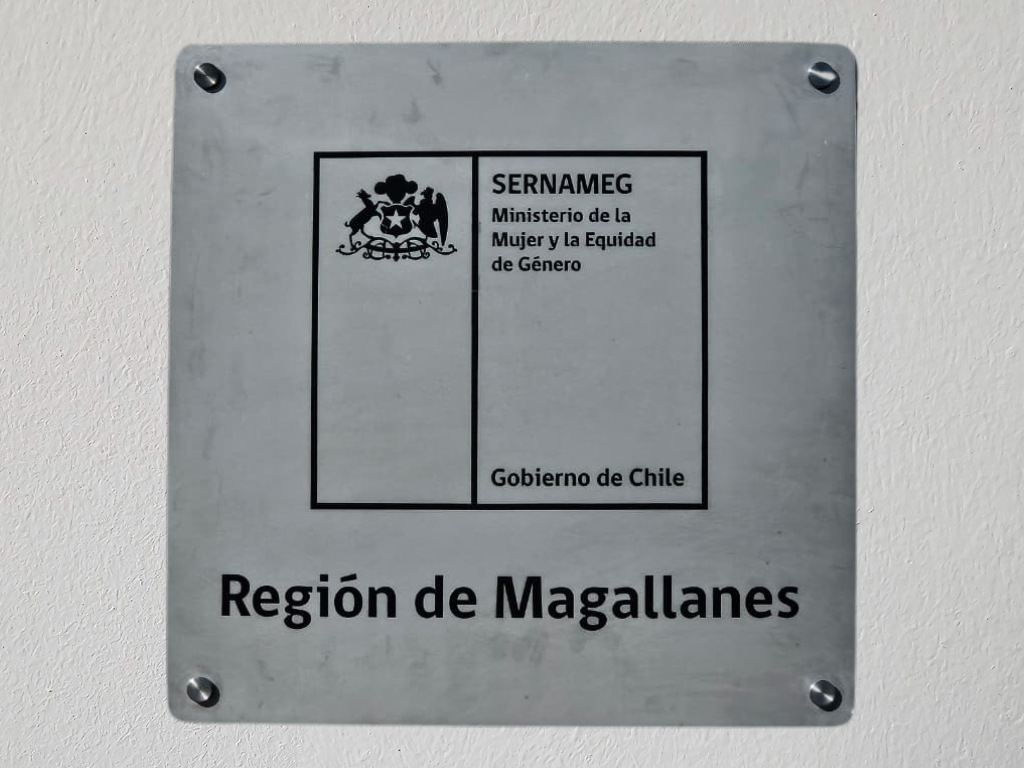 SERNAMEG
Ministerio de la
Mujer y la Equidad
de Género
Gobierno de Chile
Región de Magallanes